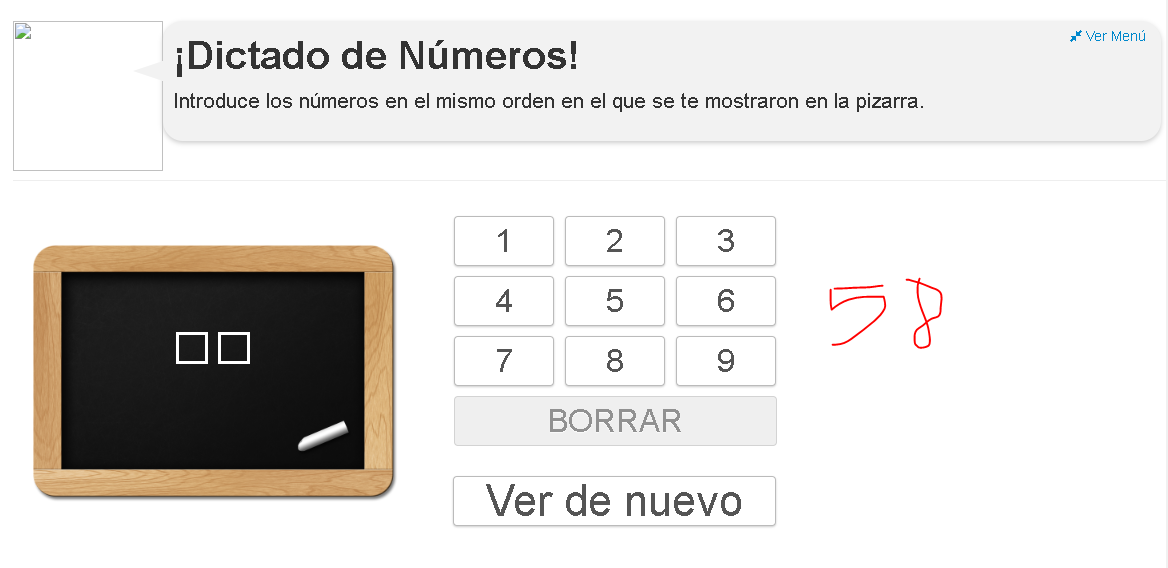 Ver Menú
¡Dictado de Números!
Introduce los números en el mismo orden en el que se te mostraron en la pizarra.
1 2 3
4 5 6
7 8 9
BORRAR
Ver de nuevo
58